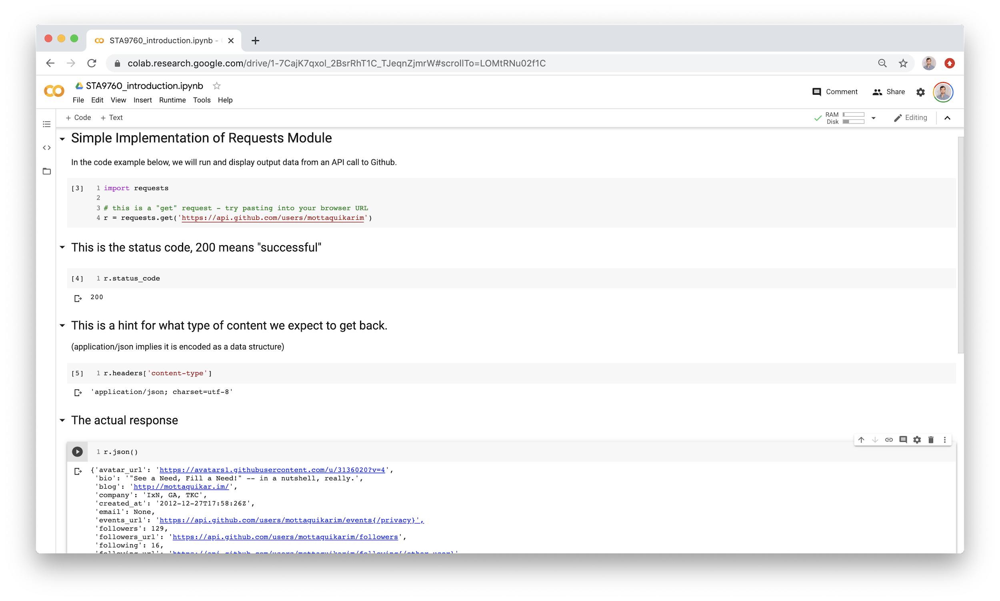 STA9760_introduction.ipynb -
colab.research.google.com/drive/1-7CajK7qxol_2BsrRhT1C_TJeqnZjmrW#scrollTo=LOMtRNu02f1C
STA9760_introduction.ipynb
Comment Share
File Edit View Insert Runtime Tools Help
+ Code + Text
RAM
Disk
Editing
Simple Implementation of Requests Module
In the code example below, we will run and display output data from an API call to Github.
[3] 1 import requests
2
3 # this is a "get" request - try pasting into your browser URL
4 r = requests.get('https://api.github.com/users/mottaquikarim')
This is the status code, 200 means "successful"
[4] 1 r.status_code
200
This is a hint for what type of content we expect to get back.
(application/json implies it is encoded as a data structure)
[5] 1 r.headers['content-type']
'application/json; charset=utf-8'
The actual response
1 r.json()
{'avatar_url': 'https://avatars1.githubusercontent.com/u/3136020?v=4',
'bio': '"See a Need, Fill a Need!" -- in a nutshell, really.',
'blog': 'http://mottaquikar.im/',
'company': 'IxN, GA, TKC',
'created_at': '2012-12-27T17:58:26Z',
'email': None,
'events_url': 'https://api.github.com/users/mottaquikarim/events{/privacy}',
'followers': 129,
'followers_url': 'https://api.github.com/users/mottaquikarim/followers',
'following': 16,
'following_url': 'https://api.github.com/users/mottaquikarim/following{/other_user}'